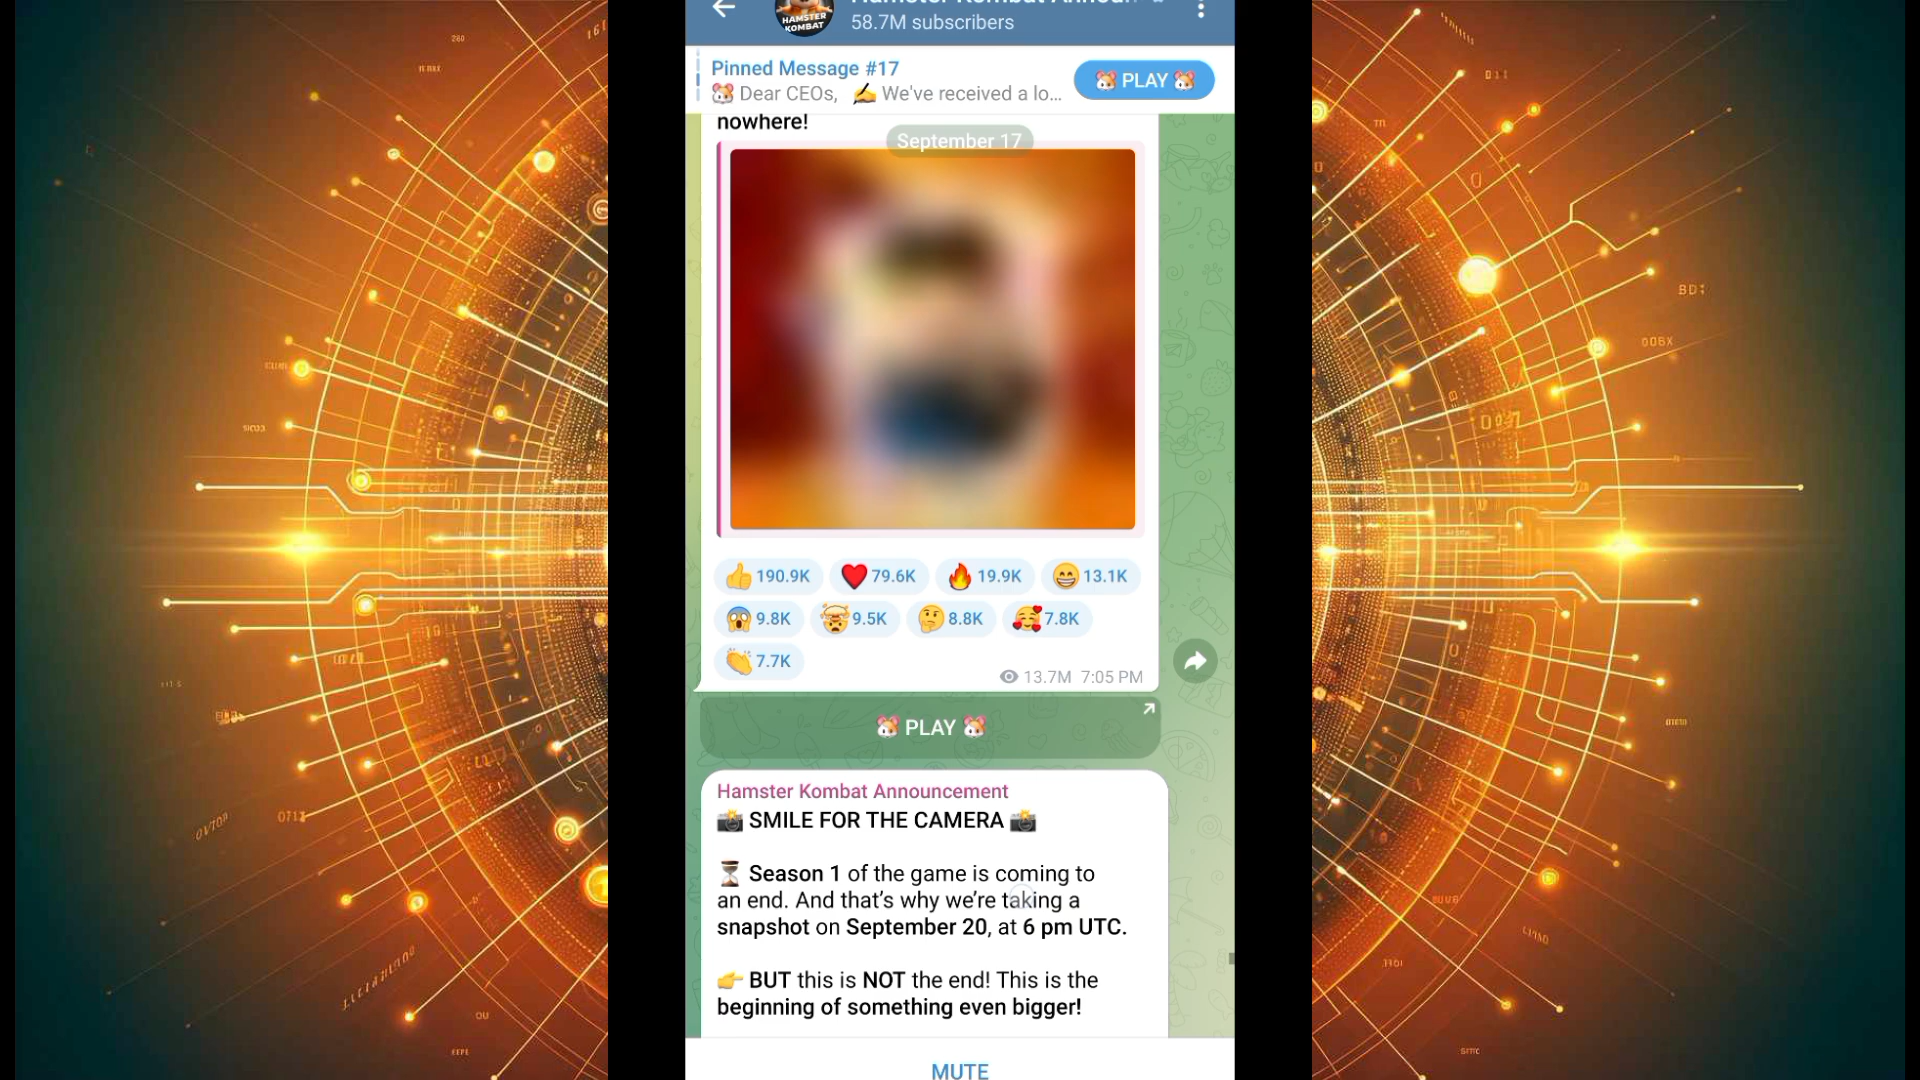 HAMSTER
KOMBAT
58.7M subscribers
Pinned Message #17
🐹 Dear CEOs, ✍️ We've received a lo...
🐹 PLAY 🐹
nowhere!
September 17
👍 190.9K ❤️ 79.6K 🔥 19.9K 😁 13.1K
😱 9.8K 🤯 9.5K 🤔 8.8K 🥰 7.8K
👏 7.7K
13.7M 7:05 PM
🐹 PLAY 🐹
Hamster Kombat Announcement
📸 SMILE FOR THE CAMERA 📸
⏳ Season 1 of the game is coming to
an end. And that's why we're taking a
snapshot on September 20, at 6 pm UTC.
👉 BUT this is NOT the end! This is the
beginning of something even bigger!
MUTE